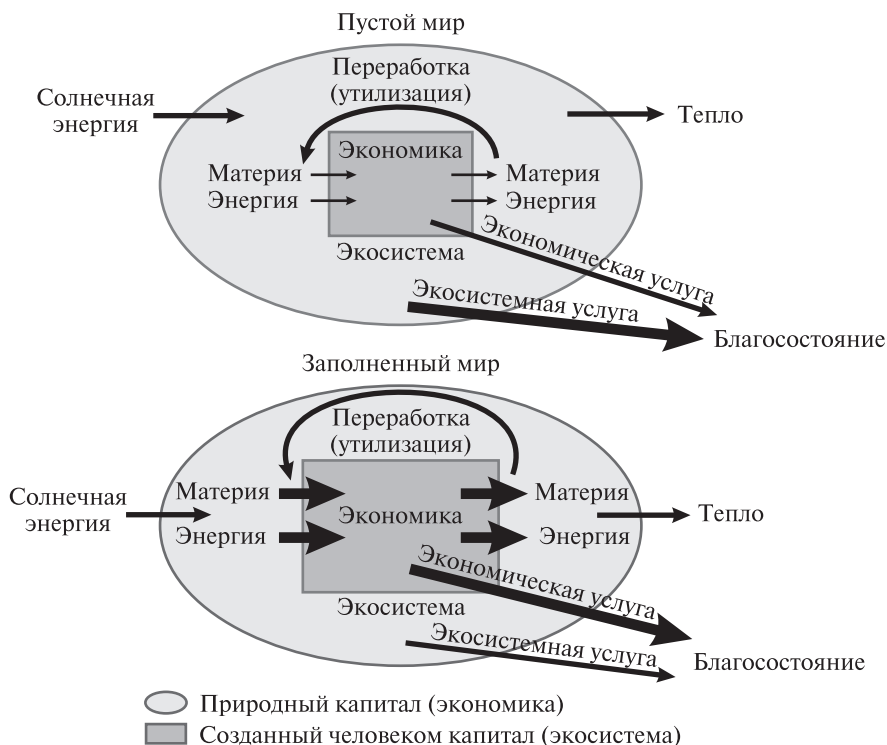 Пустой мир
Переработка
(утилизация)
Солнечная
энергия
Тепло
Экономика
Материя
Энергия
Материя
Энергия
Экосистема
Экономическая услуга
Экосистемная услуга
Благосостояние
Заполненный мир
Переработка
(утилизация)
Солнечная
энергия
Материя
Энергия
Экономика
Материя
Энергия
Тепло
Экосистема
Экономическая услуга
Экосистемная услуга
Благосостояние
Природный капитал (экономика)
Созданный человеком капитал (экосистема)